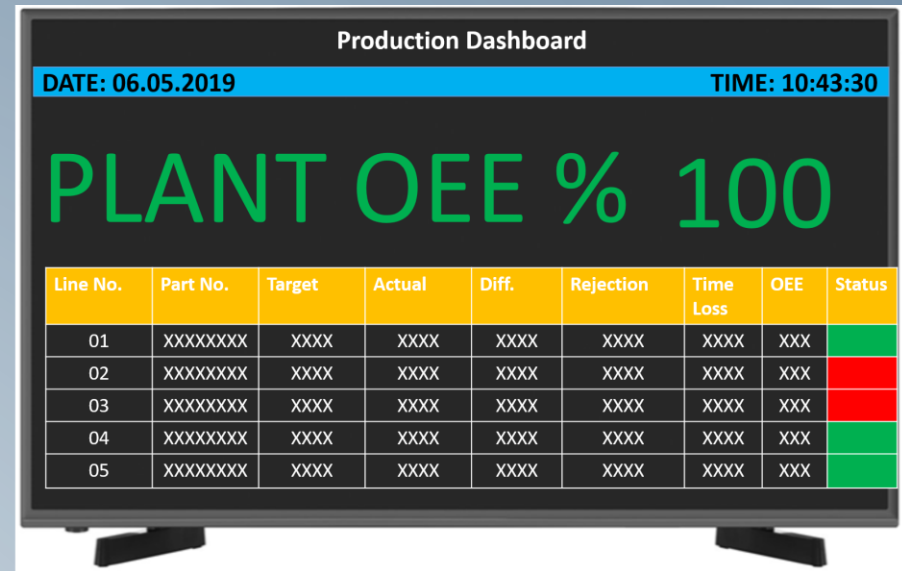 Production Dashboard
DATE: 06.05.2019 TIME: 10:43:30
PLANT OEE % 100
Line No. Part No. Target Actual Diff. Rejection Time Loss OEE Status
01 XXXXXXXX XXXX XXXX XXXX XXXX XXXX XXX
02 XXXXXXXX XXXX XXXX XXXX XXXX XXXX XXX
03 XXXXXXXX XXXX XXXX XXXX XXXX XXXX XXX
04 XXXXXXXX XXXX XXXX XXXX XXXX XXXX XXX
05 XXXXXXXX XXXX XXXX XXXX XXXX XXXX XXX